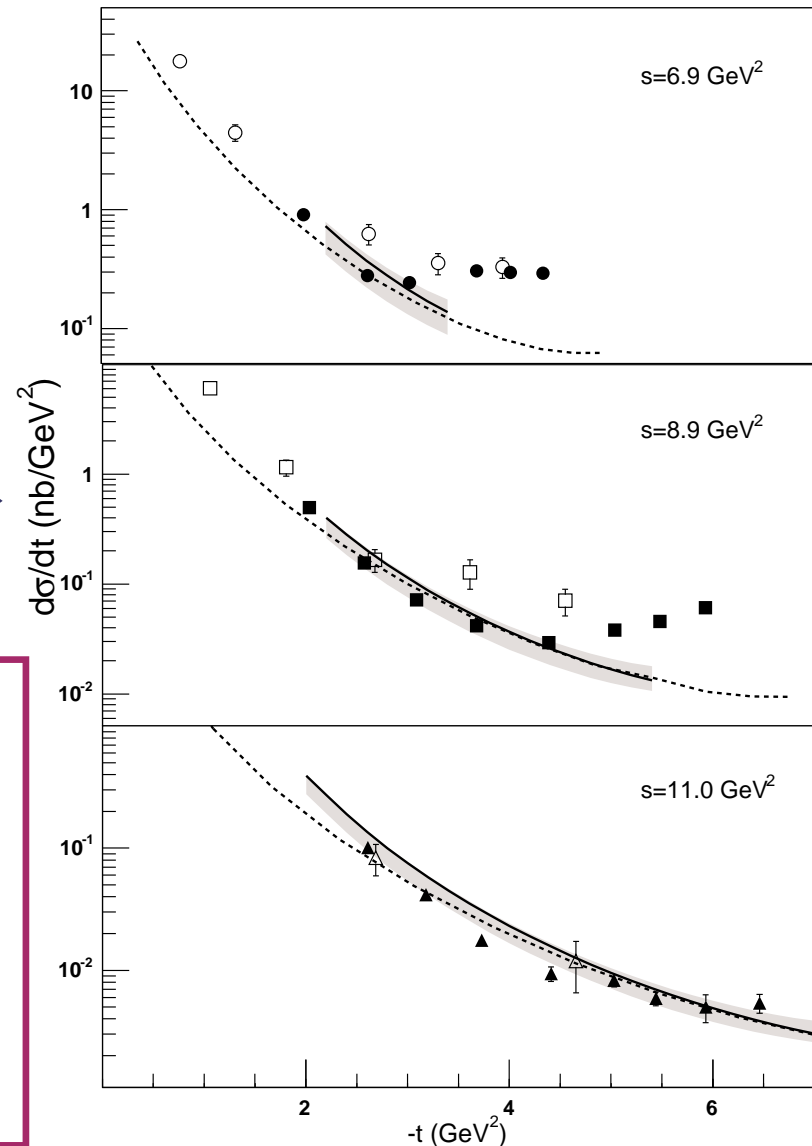 s=6.9 GeV²
10
1
10⁻¹
s=8.9 GeV²
1
10⁻¹
10⁻²
dσ/dt (nb/GeV²)
s=11.0 GeV²
10⁻¹
10⁻²
2 4 6
-t (GeV²)